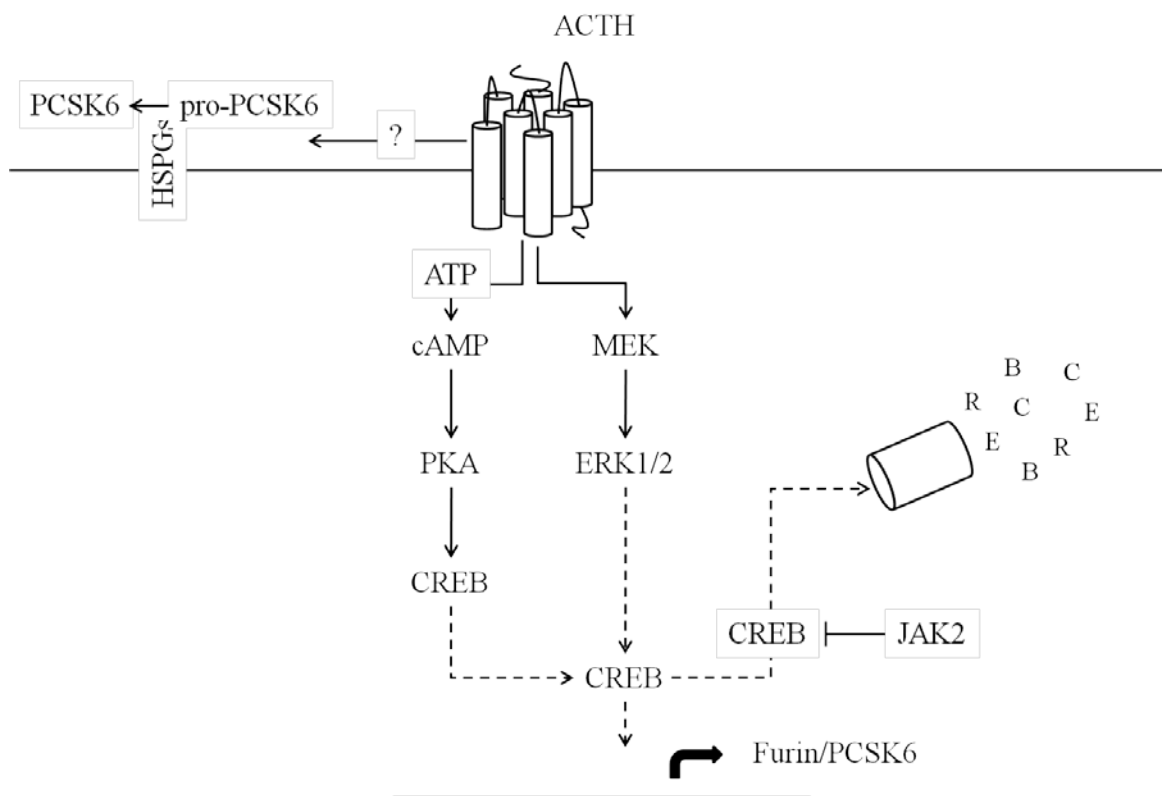 ACTH
PCSK6
pro-PCSK6
HSPGs
?
ATP
cAMP
MEK
PKA
ERK1/2
CREB
B
C
R
C
E
E
R
B
CREB
JAK2
CREB
Furin/PCSK6